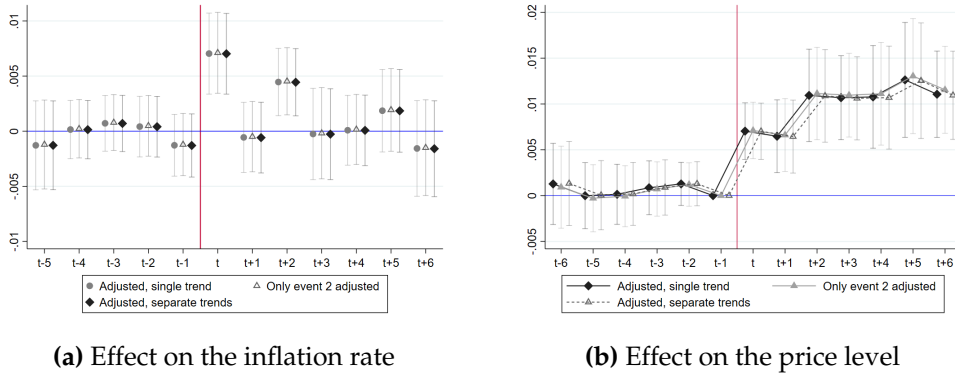 .01
.005
0
-.005
-.01
t-5 t-4 t-3 t-2 t-1 t t+1 t+2 t+3 t+4 t+5 t+6
Adjusted, single trend Only event 2 adjusted
Adjusted, separate trends
(a) Effect on the inflation rate
.02
.015
.01
.005
0
.005
t-6 t-5 t-4 t-3 t-2 t-1 t t+1 t+2 t+3 t+4 t+5 t+6
Adjusted, single trend Only event 2 adjusted
Adjusted, separate trends
(b) Effect on the price level